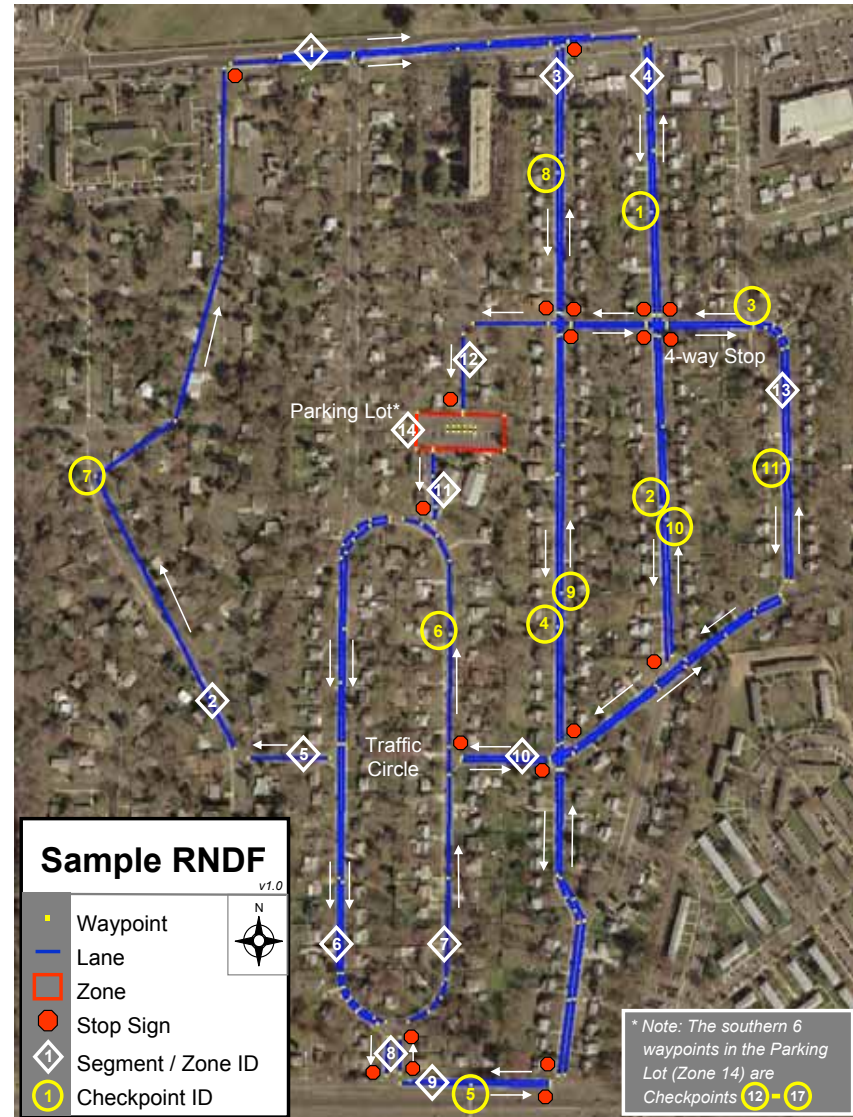 1
3
4
8
1
3
4-way Stop
12
13
Parking Lot*
14
7
11
11
2
10
9
4
6
2
5
Traffic
Circle
10
6
7
8
9
5
Sample RNDF
v1.0
N
Waypoint
Lane
Zone
Stop Sign
1 Segment / Zone ID
1 Checkpoint ID
* Note: The southern 6
waypoints in the Parking
Lot (Zone 14) are
Checkpoints 12 - 17